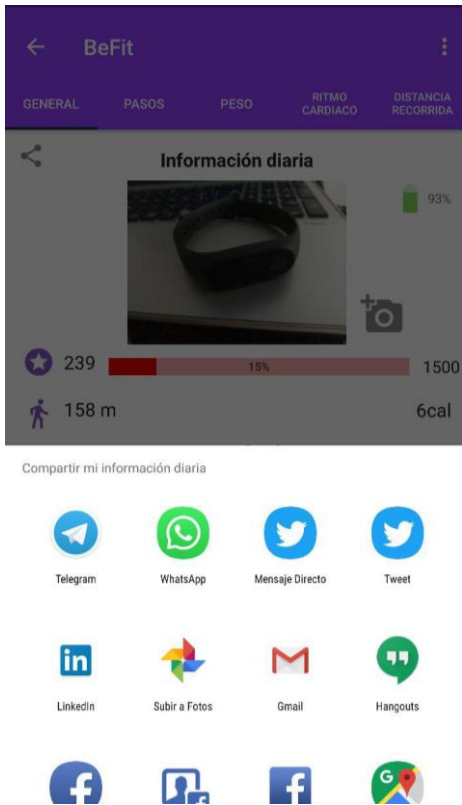 BeFit
GENERAL PASOS PESO RITMO CARDIACO DISTANCIA RECORRIDA
Información diaria
93%
239 15% 1500
158 m 6cal
Compartir mi información diaria
Telegram WhatsApp Mensaje Directo Tweet
in
LinkedIn Subir a Fotos Gmail Hangouts
f f f G